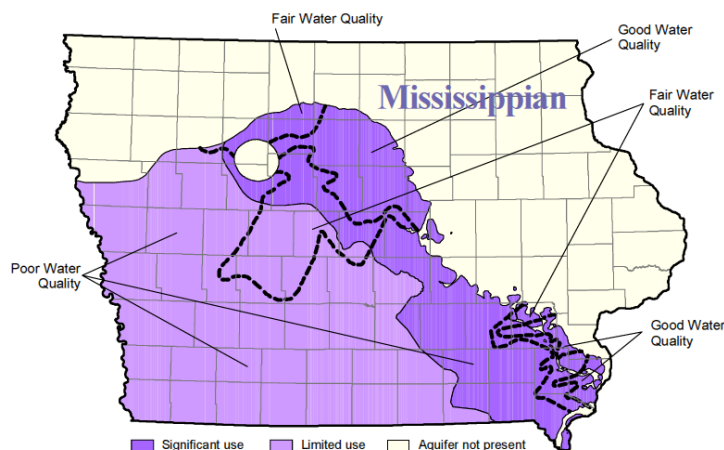 Fair Water Quality
Good Water
Quality
Mississippian
Fair Water
Quality
Poor Water
Quality
Good Water
Quality
Significant use
Limited use
Aquifer not present